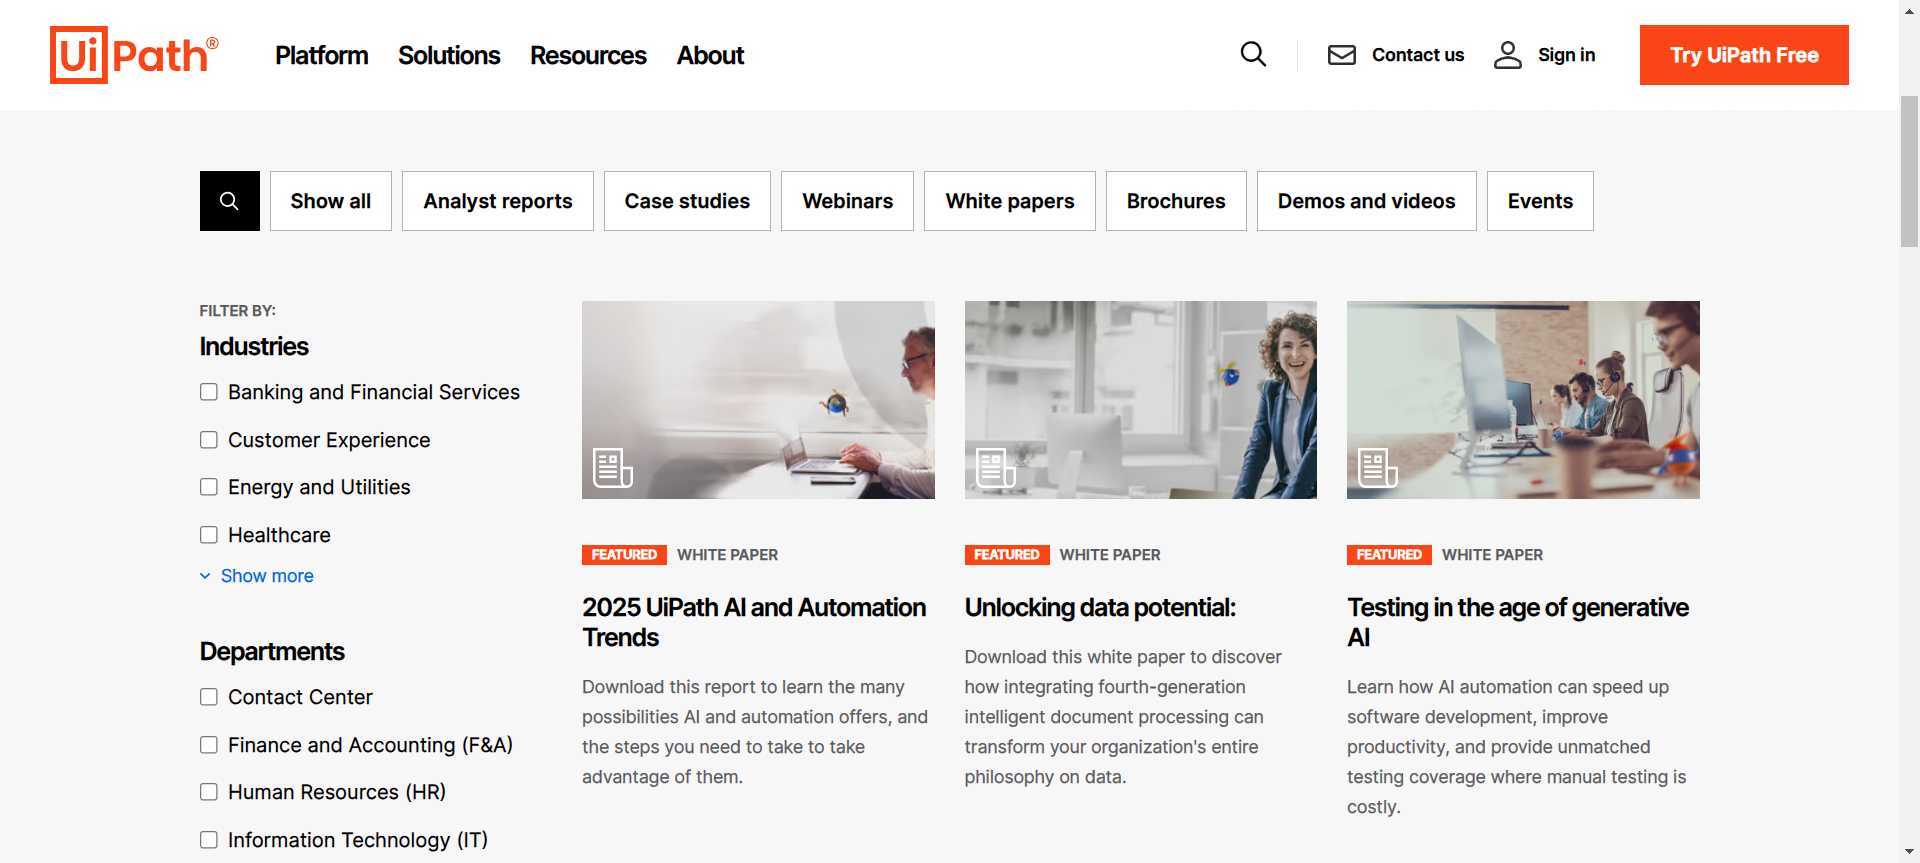 UiPath®
Platform
Solutions
Resources
About
Contact us
Sign in
Try UiPath Free
Show all
Analyst reports
Case studies
Webinars
White papers
Brochures
Demos and videos
Events
FILTER BY:
Industries
Banking and Financial Services
Customer Experience
Energy and Utilities
Healthcare
Show more
Departments
Contact Center
Finance and Accounting (F&A)
Human Resources (HR)
Information Technology (IT)
FEATURED WHITE PAPER
2025 UiPath AI and Automation
Trends
Download this report to learn the many
possibilities AI and automation offers, and
the steps you need to take to take
advantage of them.
FEATURED WHITE PAPER
Unlocking data potential:
Download this white paper to discover
how integrating fourth-generation
intelligent document processing can
transform your organization's entire
philosophy on data.
FEATURED WHITE PAPER
Testing in the age of generative
AI
Learn how AI automation can speed up
software development, improve
productivity, and provide unmatched
testing coverage where manual testing is
costly.